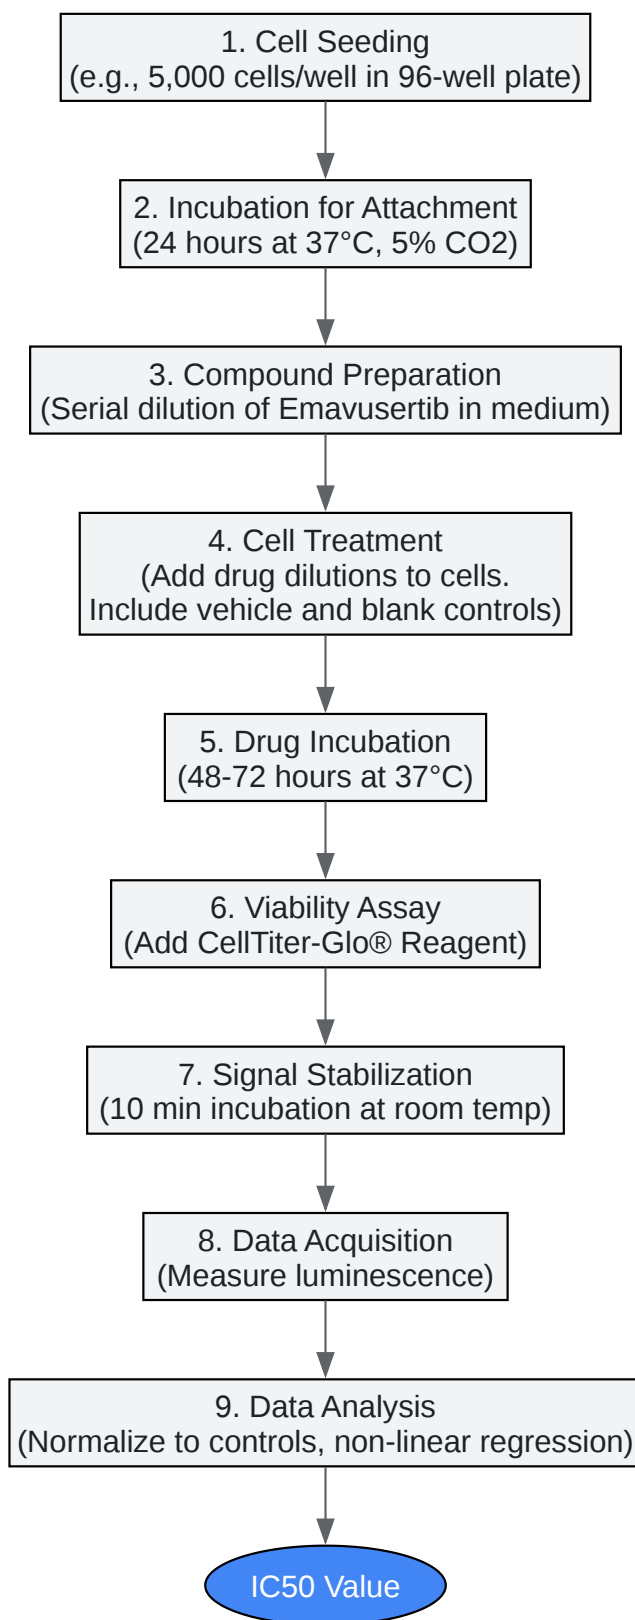 1. Cell Seeding
(e.g., 5,000 cells/well in 96-well plate)
2. Incubation for Attachment
(24 hours at 37°C, 5% CO2)
3. Compound Preparation
(Serial dilution of Emavusertib in medium)
4. Cell Treatment
(Add drug dilutions to cells.
Include vehicle and blank controls)
5. Drug Incubation
(48-72 hours at 37°C)
6. Viability Assay
(Add CellTiter-Glo® Reagent)
7. Signal Stabilization
(10 min incubation at room temp)
8. Data Acquisition
(Measure luminescence)
9. Data Analysis
(Normalize to controls, non-linear regression)
IC50 Value